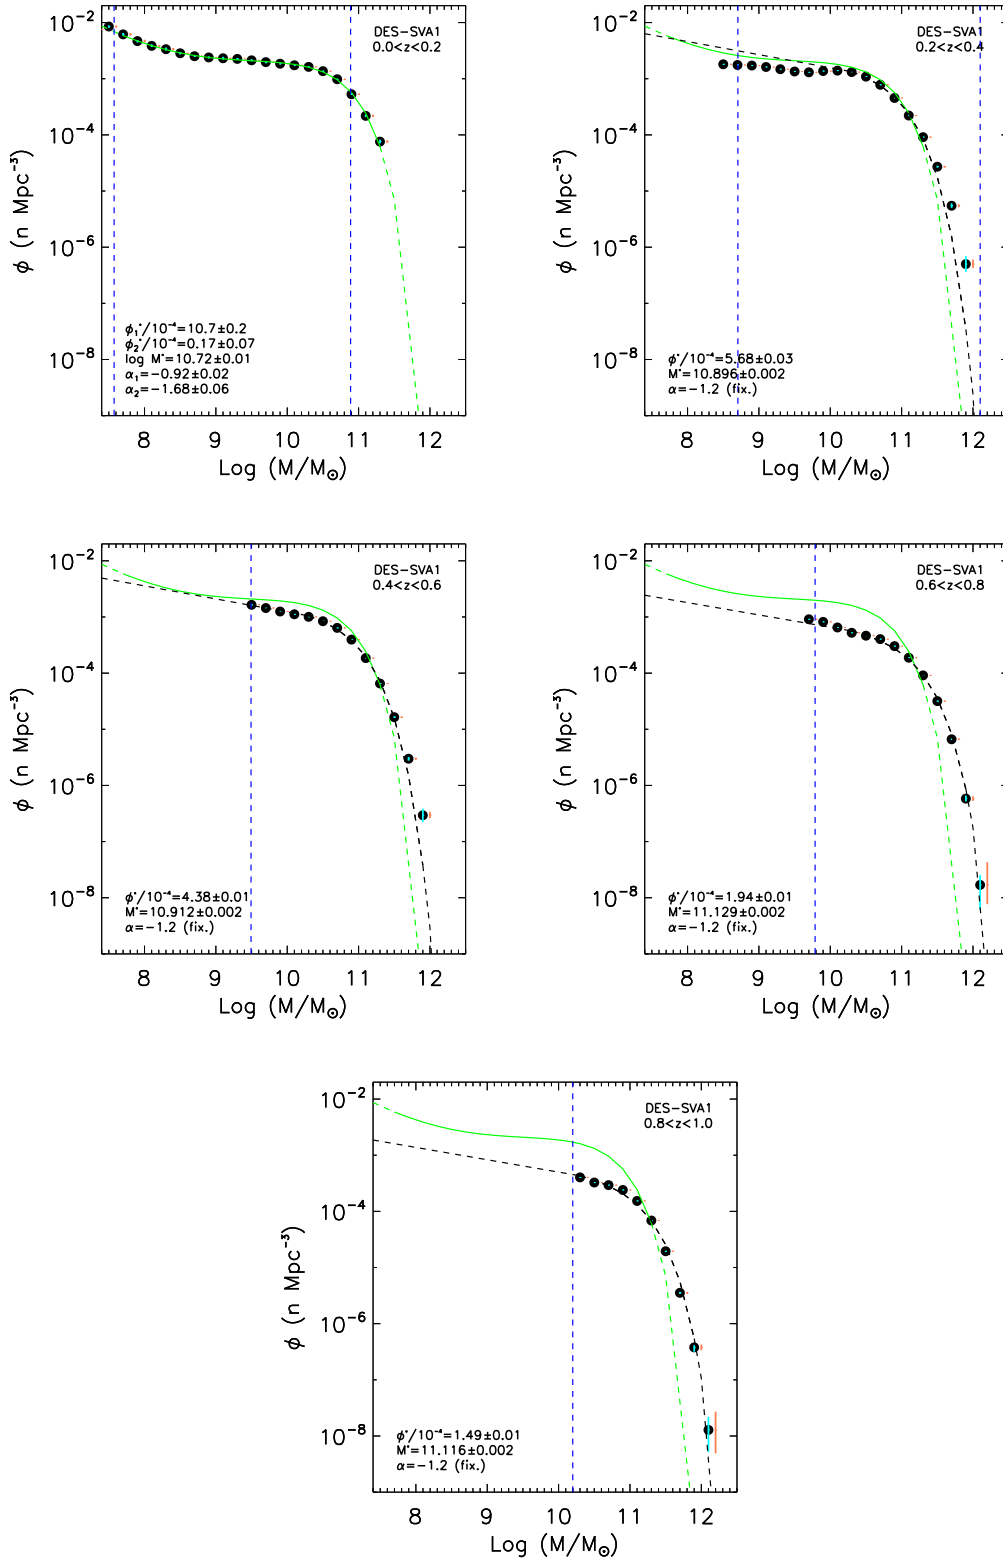 DES-SVA1
0.0<z<0.2
10⁻²
10⁻⁴
10⁻⁶
10⁻⁸
ϕ (n Mpc⁻³)
ϕ₁*/10⁻⁴=10.7±0.2
ϕ₂*/10⁻⁴=0.17±0.07
log M*=10.72±0.01
α₁=−0.92±0.02
α₂=−1.68±0.06
8 9 10 11 12
Log (M/M☉)
DES-SVA1
0.2<z<0.4
10⁻²
10⁻⁴
10⁻⁶
10⁻⁸
ϕ (n Mpc⁻³)
ϕ*/10⁻⁴=5.68±0.03
M*=10.896±0.002
α=−1.2 (fix.)
8 9 10 11 12
Log (M/M☉)
DES-SVA1
0.4<z<0.6
10⁻²
10⁻⁴
10⁻⁶
10⁻⁸
ϕ (n Mpc⁻³)
ϕ*/10⁻⁴=4.38±0.01
M*=10.912±0.002
α=−1.2 (fix.)
8 9 10 11 12
Log (M/M☉)
DES-SVA1
0.6<z<0.8
10⁻²
10⁻⁴
10⁻⁶
10⁻⁸
ϕ (n Mpc⁻³)
ϕ*/10⁻⁴=1.94±0.01
M*=11.129±0.002
α=−1.2 (fix.)
8 9 10 11 12
Log (M/M☉)
DES-SVA1
0.8<z<1.0
10⁻²
10⁻⁴
10⁻⁶
10⁻⁸
ϕ (n Mpc⁻³)
ϕ*/10⁻⁴=1.49±0.01
M*=11.116±0.002
α=−1.2 (fix.)
8 9 10 11 12
Log (M/M☉)